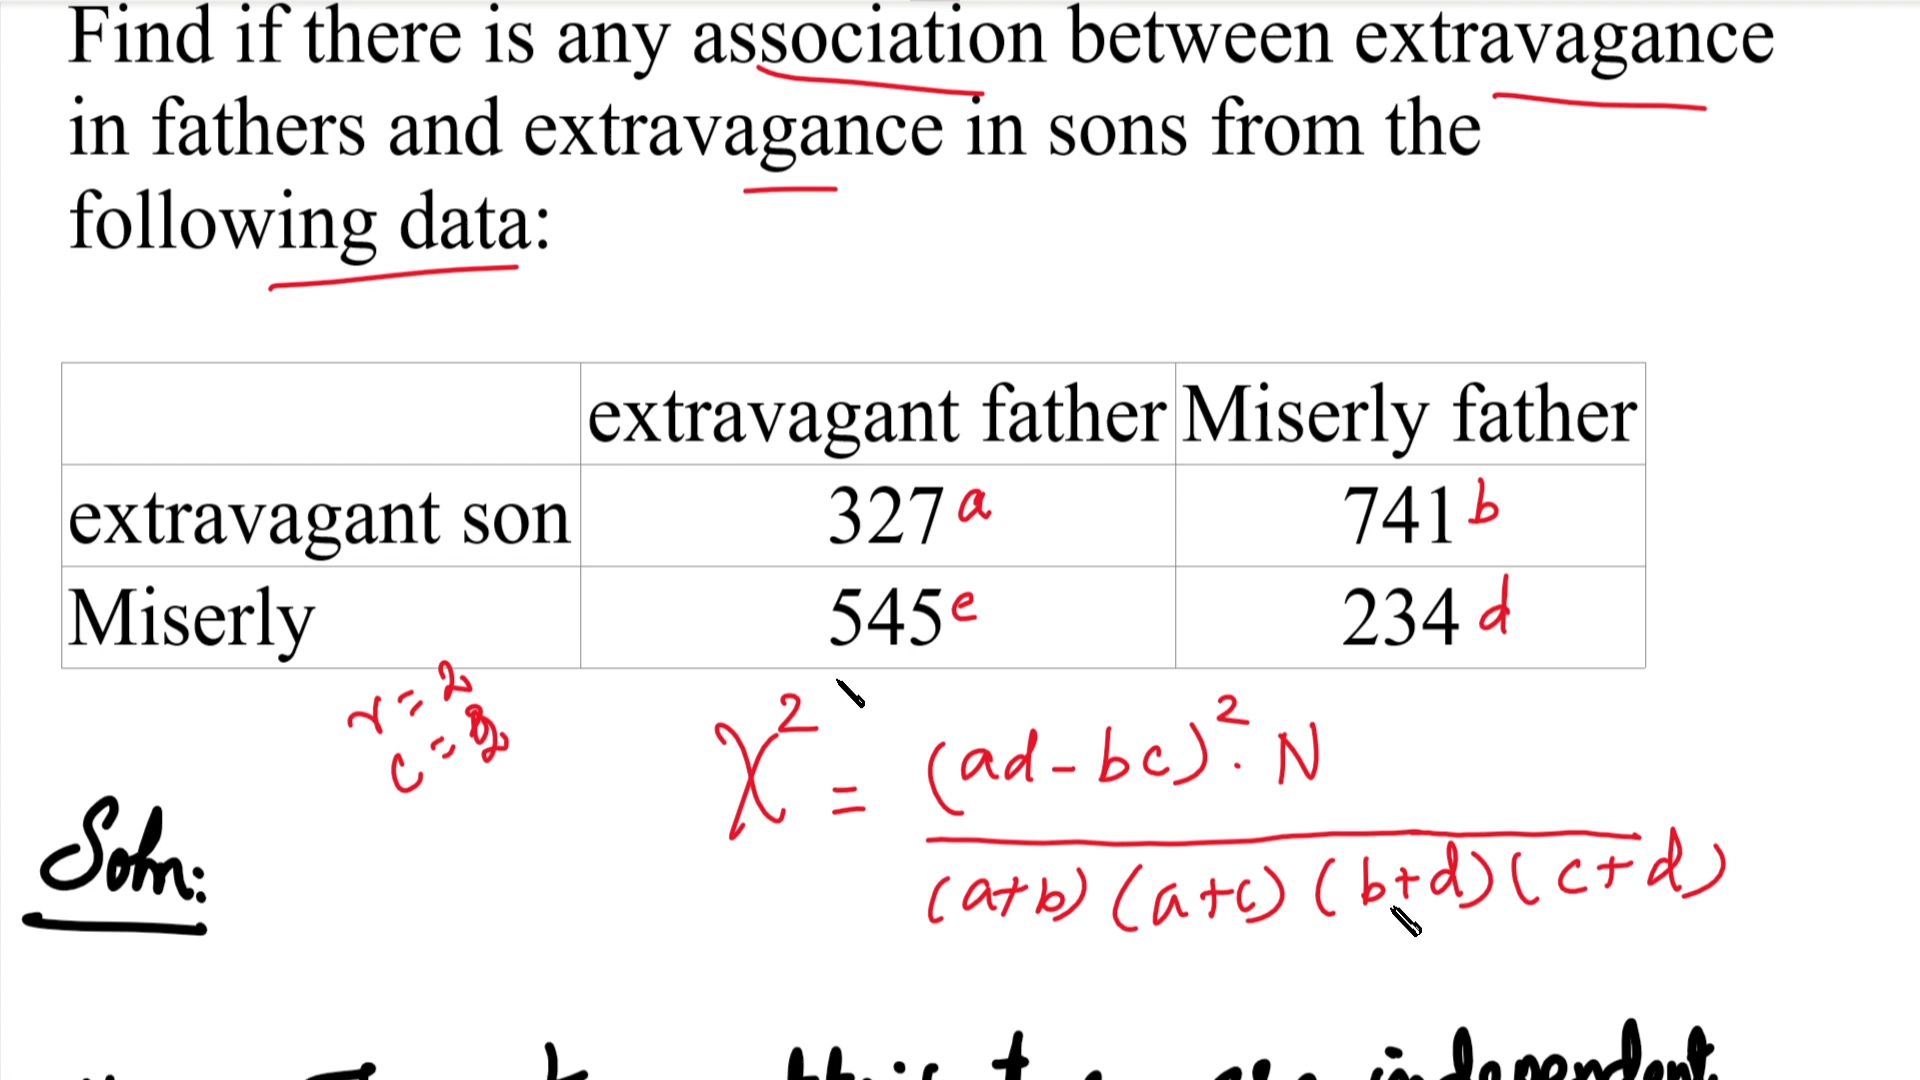 Find if there is any association between extravagance
in fathers and extravagance in sons from the
following data:
extravagant father Miserly father
extravagant son 327 a 741 b
Miserly 545 c 234 d
r = 2
c = 2
χ² = (ad - bc)². N
(a+b) (a+c) (b+d) (c+d)
Soln:
independent